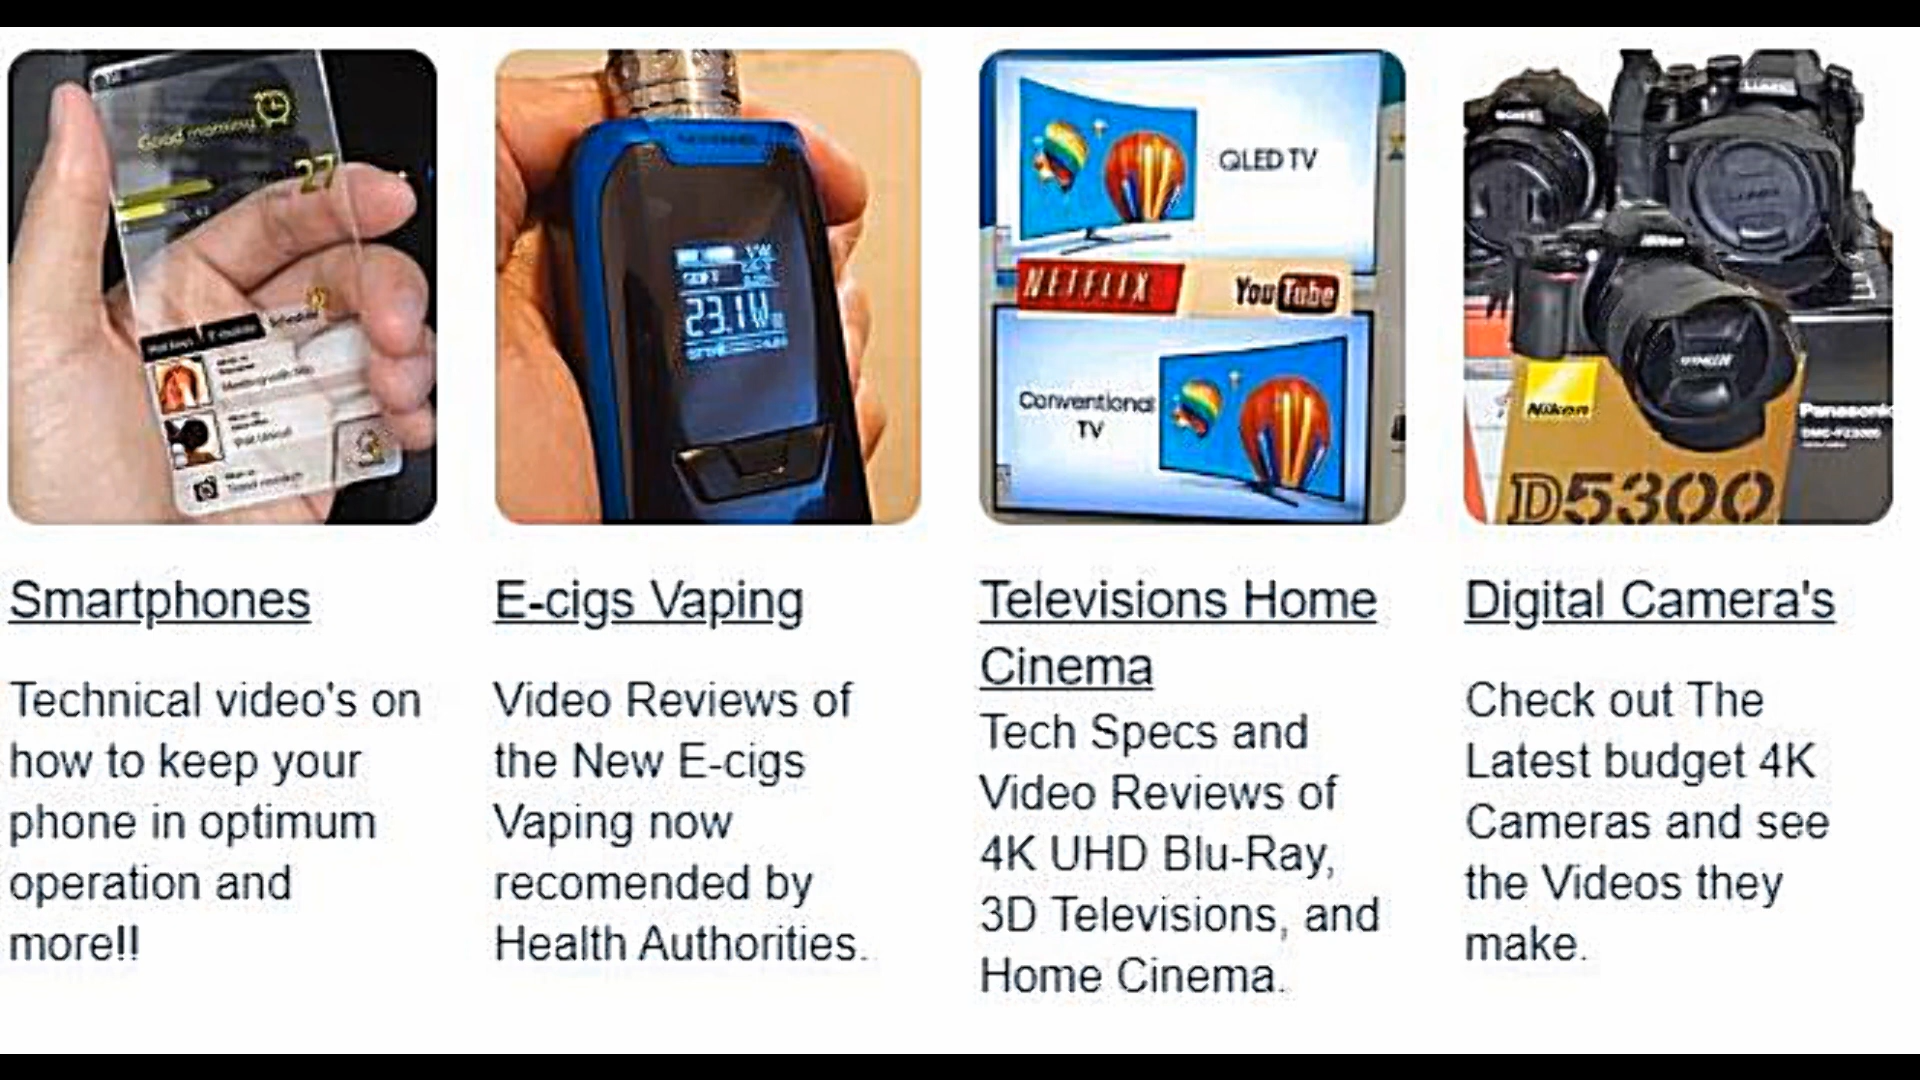 Good morning
27
23.1W
QLED TV
NETFLIX
YouTube
Conventional
TV
LUMIX
Nikon
Nikon
Panasonic
D5300
Smartphones
Technical video's on
how to keep your
phone in optimum
operation and
more!!
E-cigs Vaping
Video Reviews of
the New E-cigs
Vaping now
recomended by
Health Authorities.
Televisions Home
Cinema
Tech Specs and
Video Reviews of
4K UHD Blu-Ray,
3D Televisions, and
Home Cinema.
Digital Camera's
Check out The
Latest budget 4K
Cameras and see
the Videos they
make.